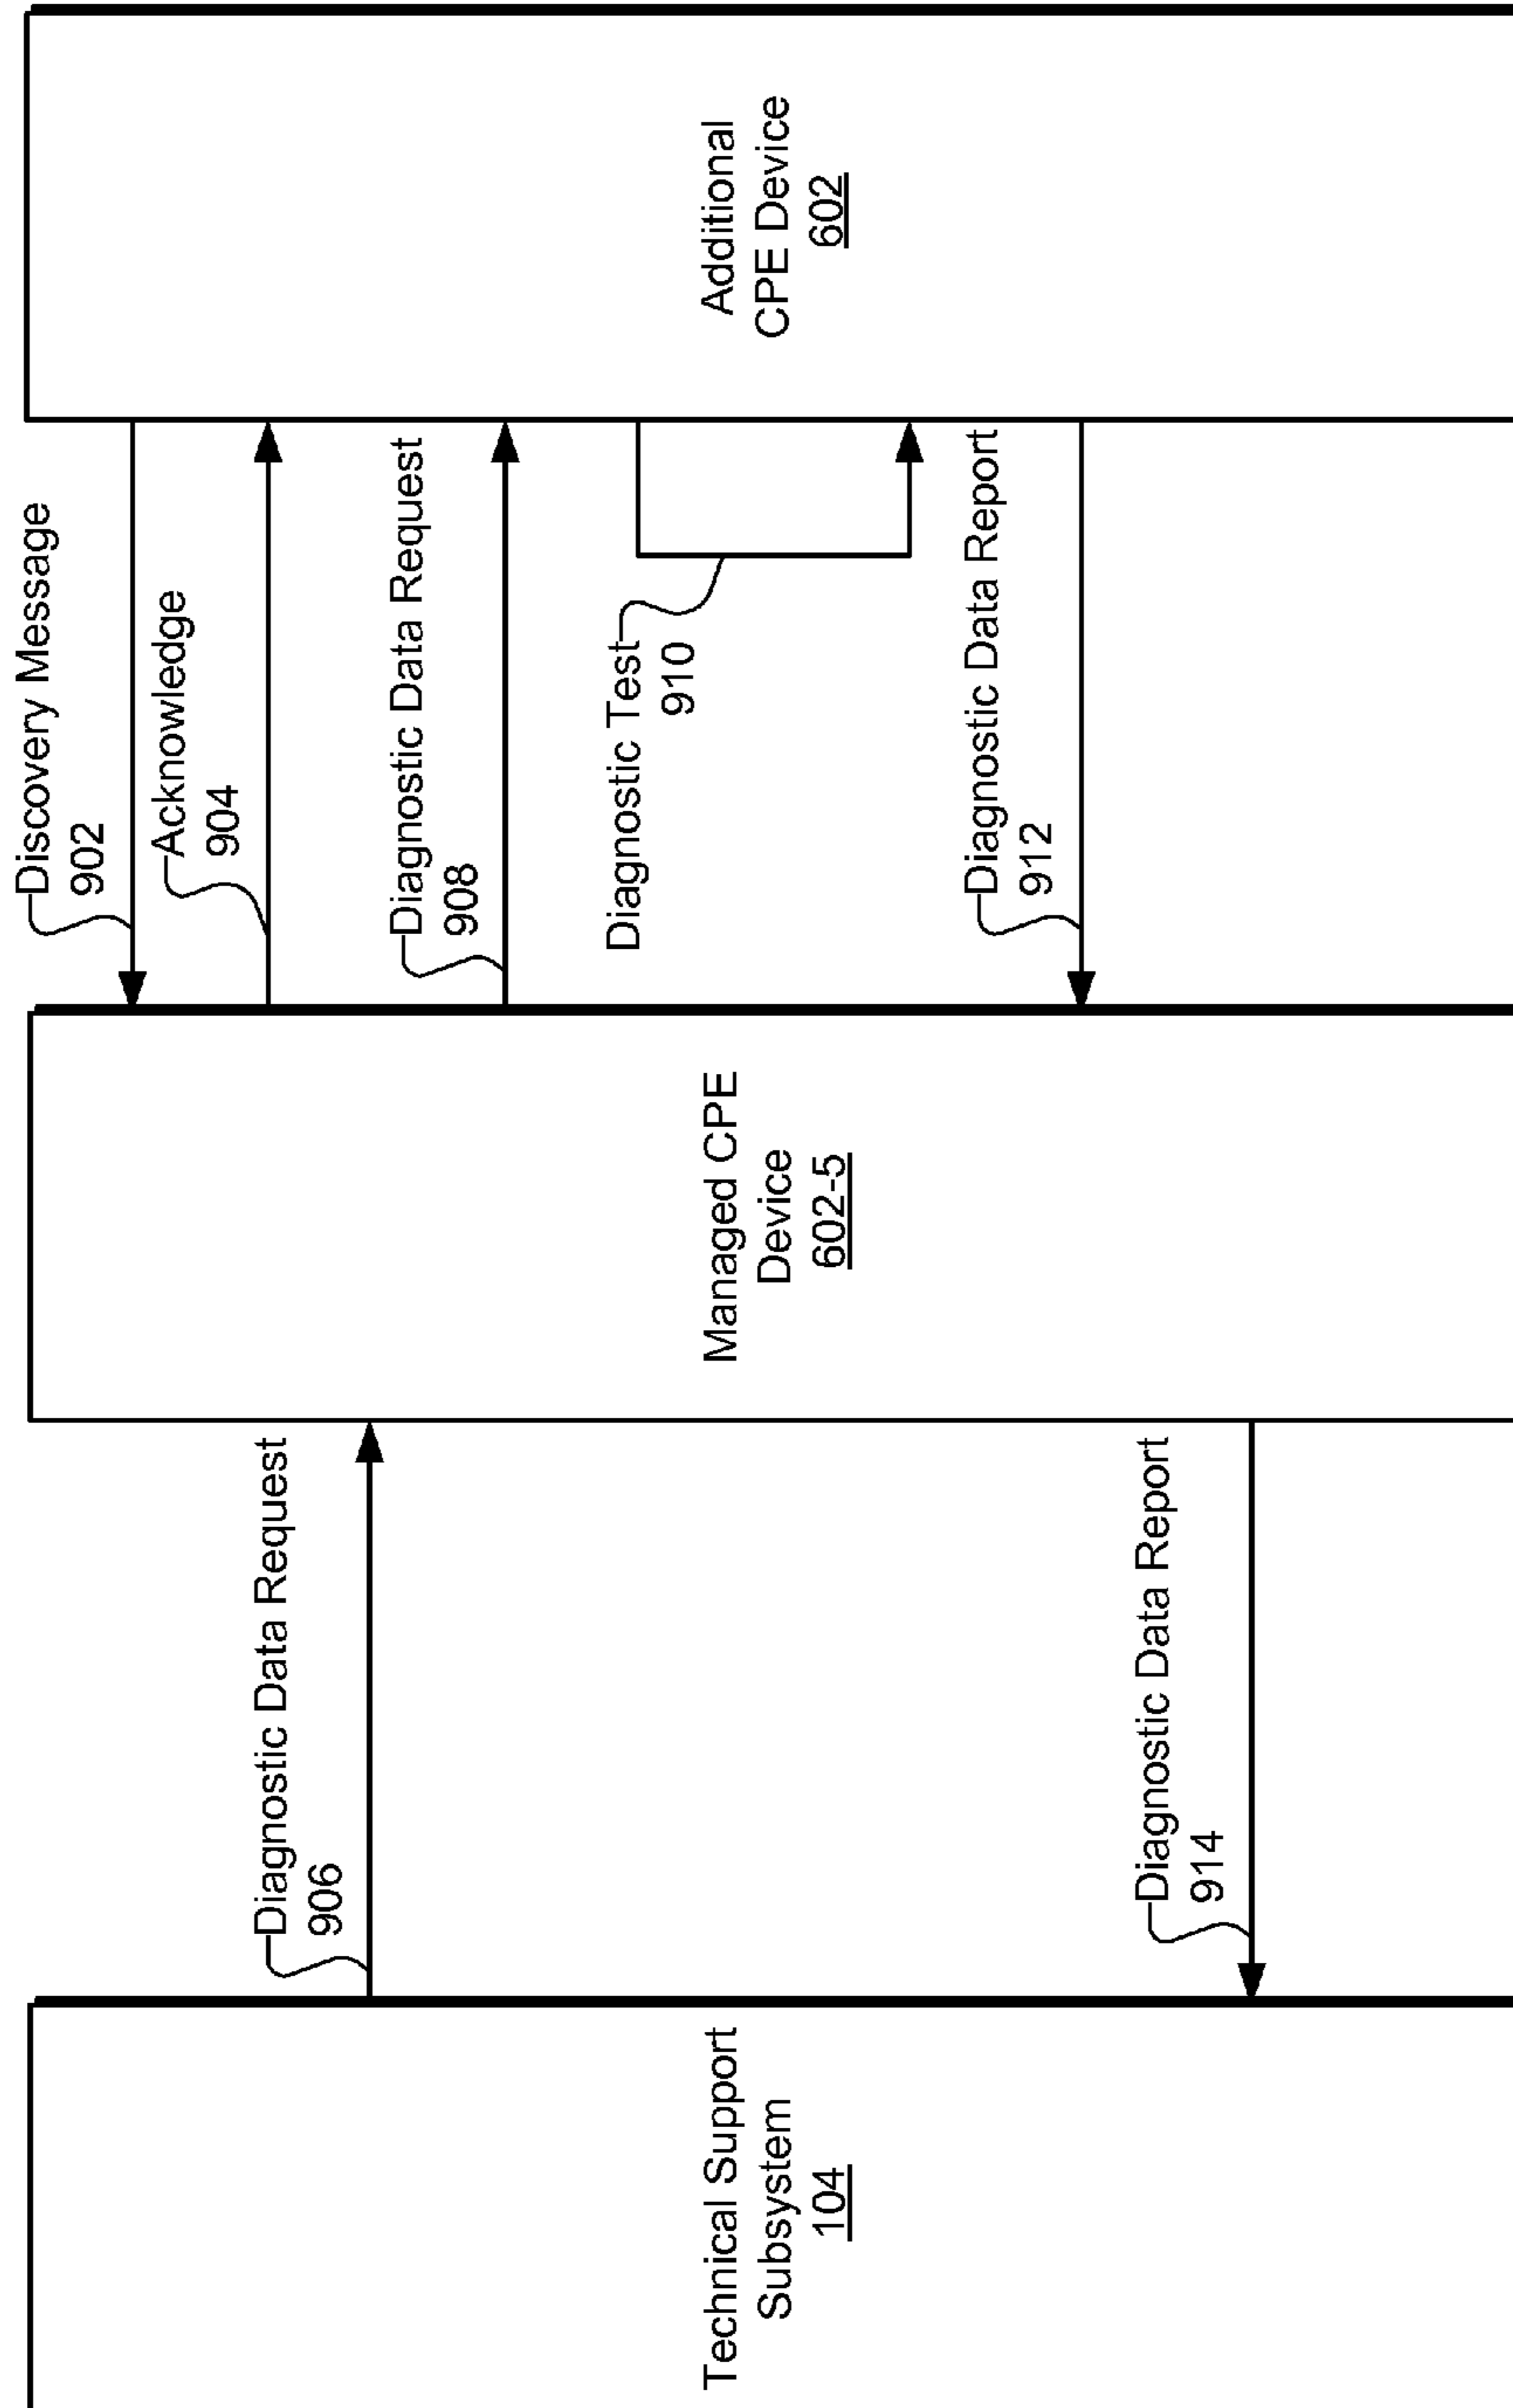 Technical Support
Subsystem
104
Managed CPE
Device
602-5
Additional
CPE Device
602
Discovery Message
902
Acknowledge
904
Diagnostic Data Request
906
Diagnostic Data Request
908
Diagnostic Test
910
Diagnostic Data Report
912
Diagnostic Data Report
914